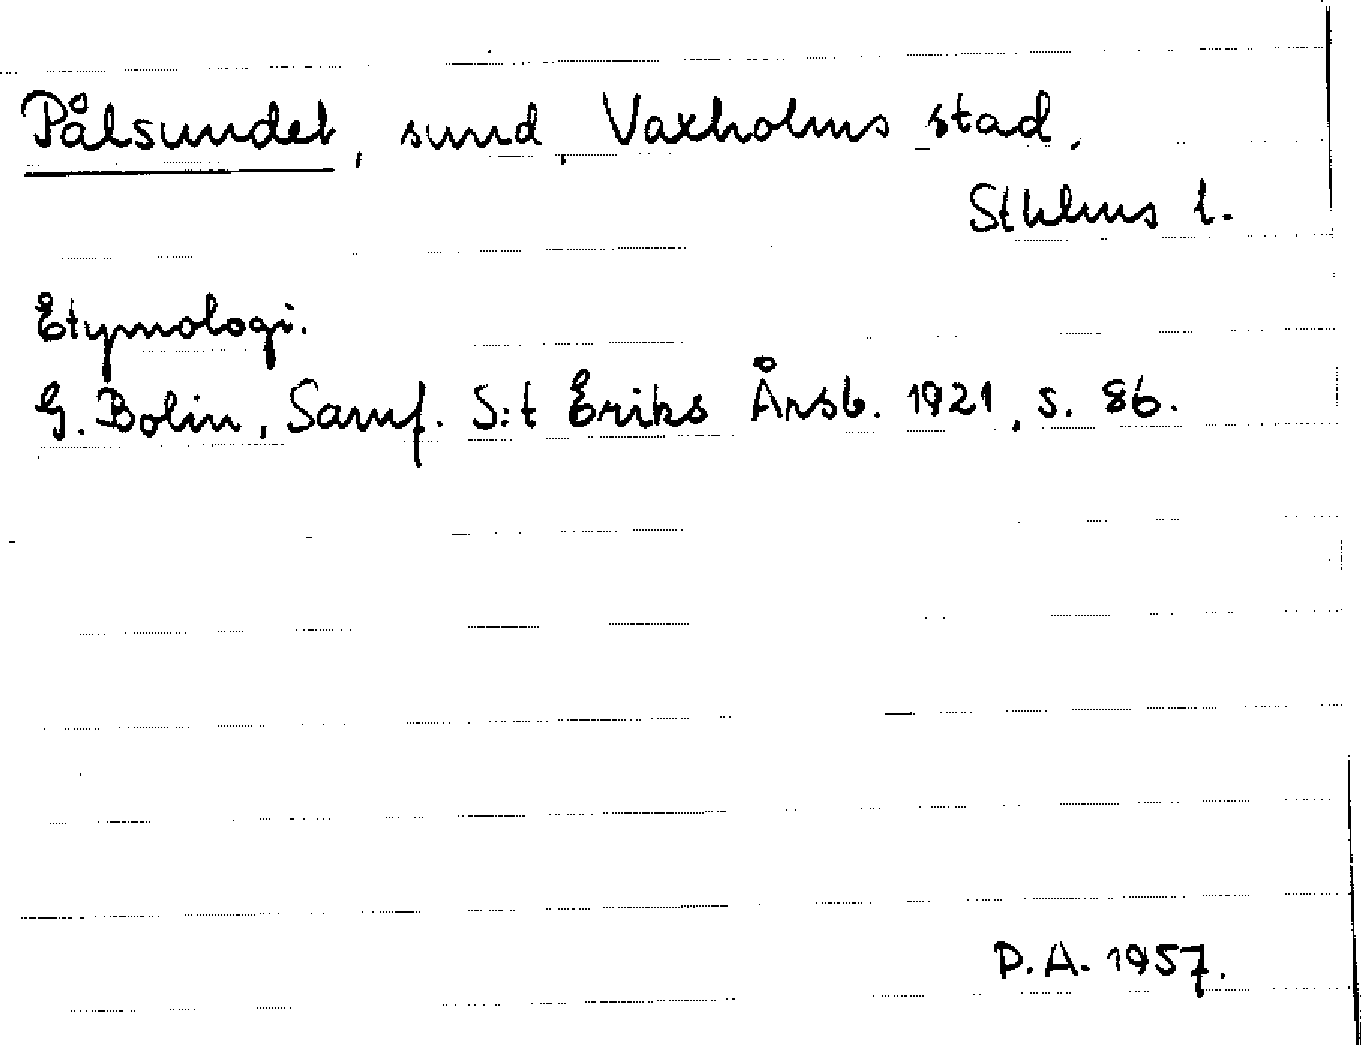 Pålsundet, sund, Vaxholms stad,
Sthlms l.
Etymologi.
G. Bolin, Samf. S:t Eriks Årsb. 1921, s. 86.
D.A. 1957.